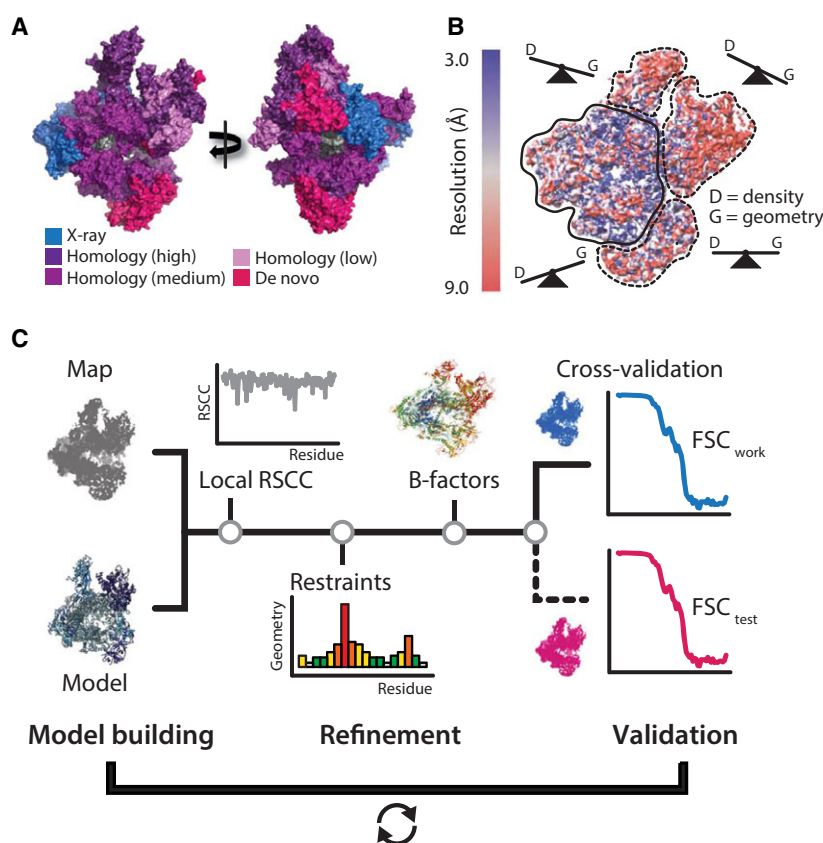 A
X-ray
Homology (high)
Homology (medium)
Homology (low)
De novo
B
3.0
Resolution (Å)
9.0
D
G
D
G
D = density
G = geometry
D
G
D
G
C
Map
RSCC
Residue
Local RSCC
B-factors
Cross-validation
FSC work
Restraints
Geometry
Residue
FSC test
Model
Model building
Refinement
Validation